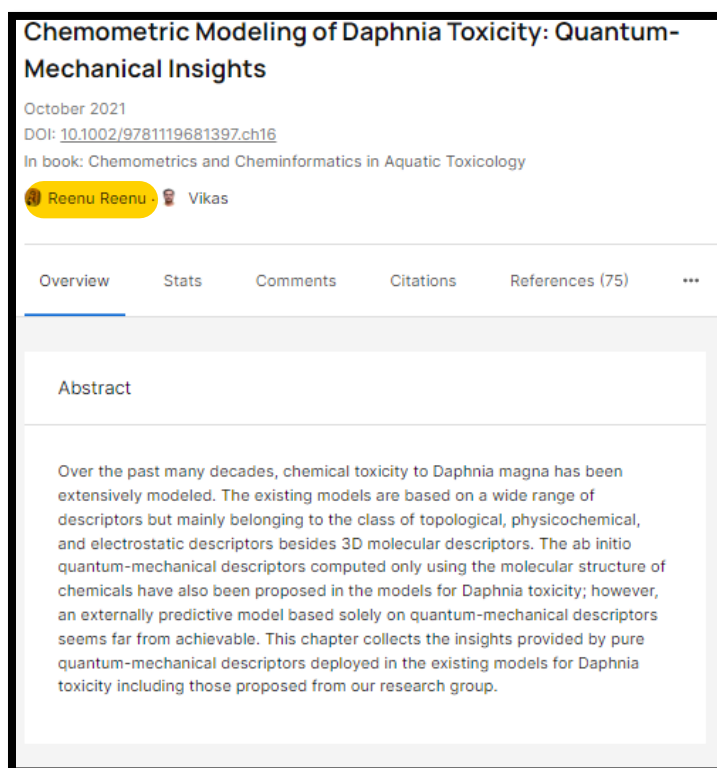 Chemometric Modeling of Daphnia Toxicity: Quantum-
Mechanical Insights
October 2021
DOI: 10.1002/9781119681397.ch16
In book: Chemometrics and Cheminformatics in Aquatic Toxicology
Reenu Reenu · Vikas
Overview Stats Comments Citations References (75) •••
Abstract
Over the past many decades, chemical toxicity to Daphnia magna has been
extensively modeled. The existing models are based on a wide range of
descriptors but mainly belonging to the class of topological, physicochemical,
and electrostatic descriptors besides 3D molecular descriptors. The ab initio
quantum-mechanical descriptors computed only using the molecular structure of
chemicals have also been proposed in the models for Daphnia toxicity; however,
an externally predictive model based solely on quantum-mechanical descriptors
seems far from achievable. This chapter collects the insights provided by pure
quantum-mechanical descriptors deployed in the existing models for Daphnia
toxicity including those proposed from our research group.